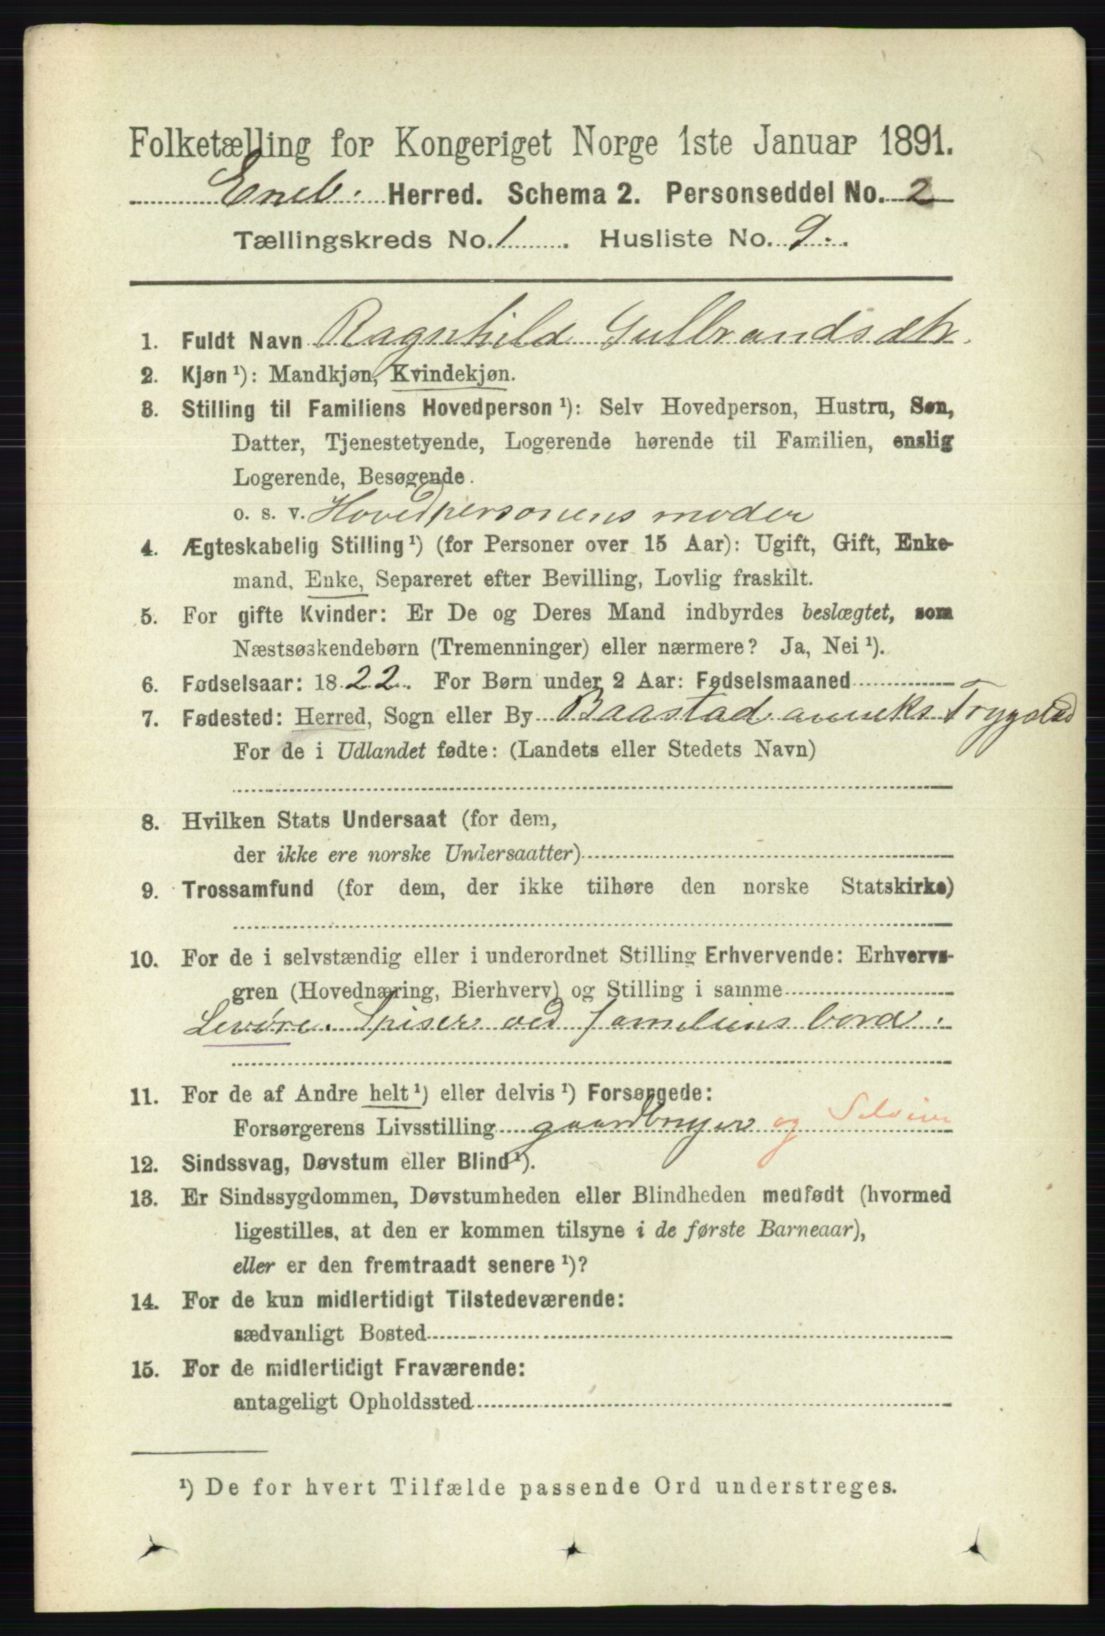 Folketælling for Kongeriget Norge 1ste Januar 1891.
Eneb. Herred. Schema 2. Personseddel No. 2
Tællingskreds No. 1. Husliste No. 9.
1. Fuldt Navn Ragnhild Gulbrandsdtr.
2. Kjøn ¹): Mandkjøn, Kvindekjøn.
3. Stilling til Familiens Hovedperson ¹): Selv Hovedperson, Hustru, Søn,
Datter, Tjenestetyende, Logerende hørende til Familien, enslig
Logerende, Besøgende.
o. s. v. Hovedpersonens moder
4. Ægteskabelig Stilling ¹) (for Personer over 15 Aar): Ugift, Gift, Enke-
mand, Enke, Separeret efter Bevilling, Lovlig fraskilt.
5. For gifte Kvinder: Er De og Deres Mand indbyrdes beslægtet, som
Næstsøskendebørn (Tremenninger) eller nærmere? Ja, Nei ¹).
6. Fødselsaar: 1822. For Børn under 2 Aar: Fødselsmaaned
7. Fødested: Herred, Sogn eller By Baastad anneks Trygstad
For de i Udlandet fødte: (Landets eller Stedets Navn)
8. Hvilken Stats Undersaat (for dem,
der ikke ere norske Undersaatter)
9. Trossamfund (for dem, der ikke tilhøre den norske Statskirke)
10. For de i selvstændig eller i underordnet Stilling Erhvervende: Erhvervs-
gren (Hovednæring, Bierhverv) og Stilling i samme
Levøre. Spiser ved familiens bord.
11. For de af Andre helt ¹) eller delvis ¹) Forsørgede:
Forsørgerens Livsstilling gaardbruger og Selveier
12. Sindssvag, Døvstum eller Blind ¹).
13. Er Sindssygdommen, Døvstumheden eller Blindheden medfødt (hvormed
ligestilles, at den er kommen tilsyne i de første Barneaar),
eller er den fremtraadt senere ¹)?
14. For de kun midlertidigt Tilstedeværende:
sædvanligt Bosted
15. For de midlertidigt Fraværende:
antageligt Opholdssted
¹) De for hvert Tilfælde passende Ord understreges.